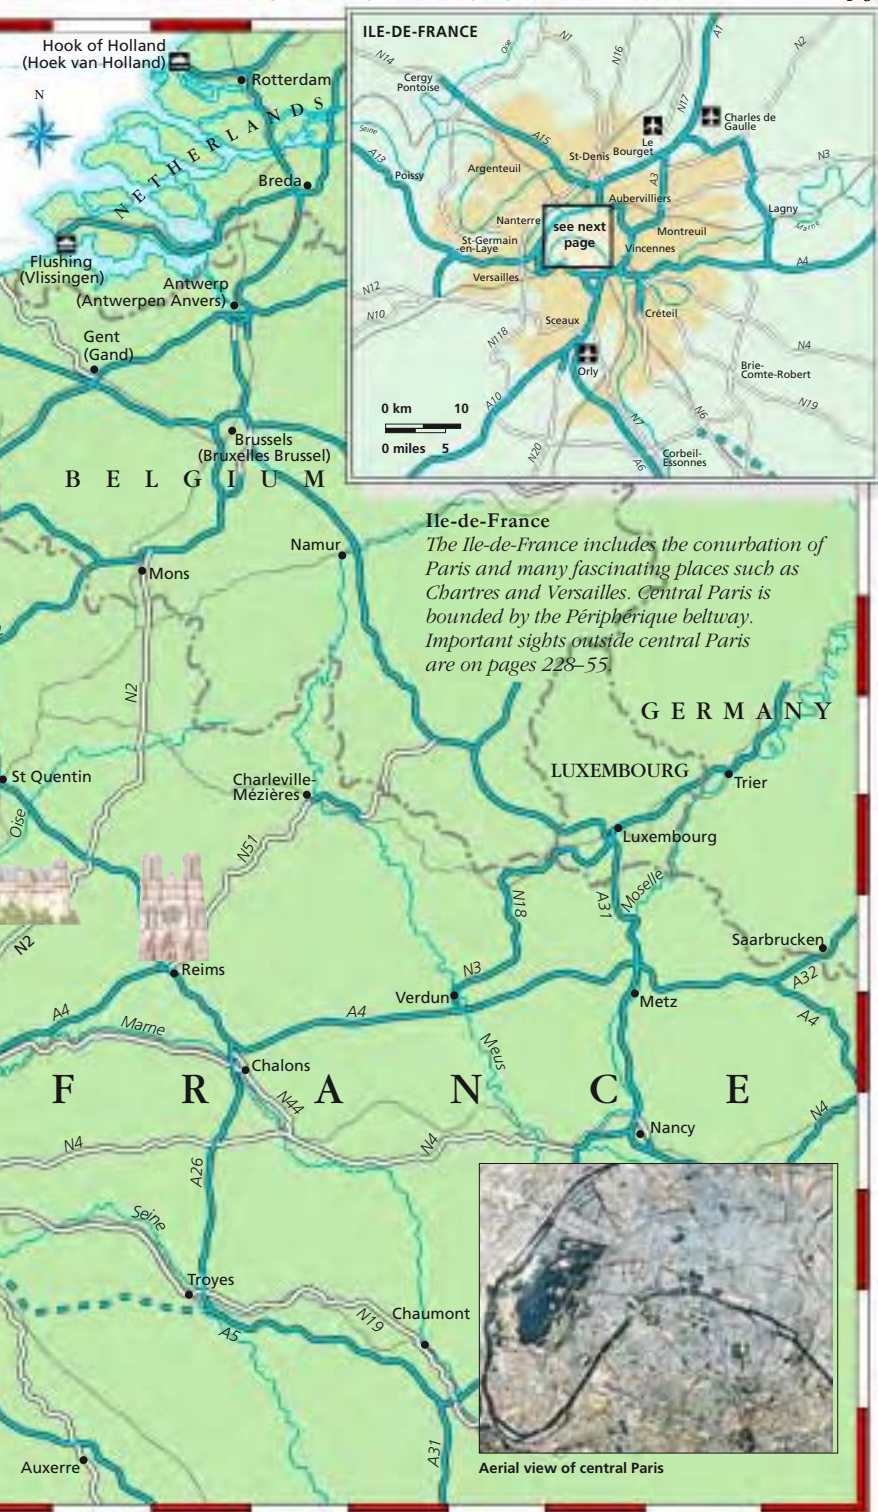 Hook of Holland
(Hoek van Holland)
Rotterdam
N
NETHERLANDS
Breda
Flushing
(Vlissingen)
Antwerp
(Antwerpen Anvers)
Gent
(Gand)
Brussels
(Bruxelles Brussel)
BELGIUM
Namur
Mons
ILE-DE-FRANCE
N14
Oise
N1
N16
A1
N2
Cergy
Pontoise
N17
Charles de
Gaulle
Le
Bourget
Seine
A13
A15
St-Denis
N3
Poissy
Argenteuil
A3
Aubervilliers
Lagny
Marne
Nanterre
see next
page
Montreuil
St-Germain
-en-Laye
Vincennes
Versailles
A4
N12
N10
Sceaux
Créteil
N118
N4
Orly
Brie-
Comte-Robert
A10
N19
0 km 10
N7
N6
0 miles 5
N20
A6
Corbeil-
Essonnes
Ile-de-France
The Ile-de-France includes the conurbation of
Paris and many fascinating places such as
Chartres and Versailles. Central Paris is
bounded by the Périphérique beltway.
Important sights outside central Paris
are on pages 228–55.
N2
GERMANY
LUXEMBOURG
Trier
St Quentin
Charleville-
Mézières
Oise
N51
Luxembourg
Moselle
N18
A31
N2
Saarbrucken
A32
Reims
N3
Verdun
Metz
A4
A4
A4
Marne
Meus
Chalons
FRANCE
N44
N4
Nancy
N4
N4
A26
Seine
Troyes
N19
Chaumont
A5
A31
Auxerre
Aerial view of central Paris